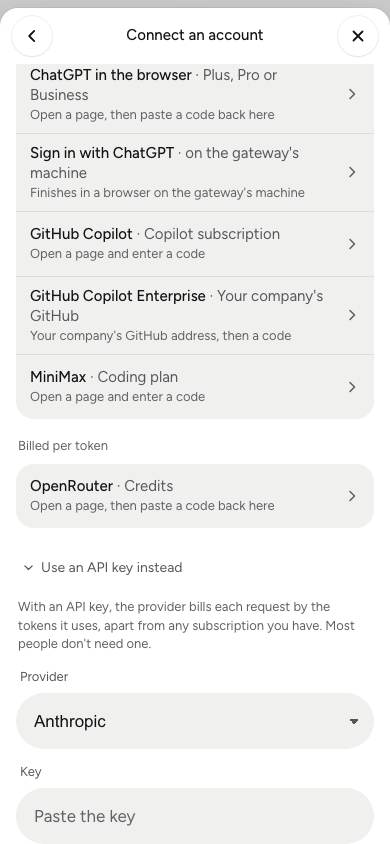 Connect an account
ChatGPT in the browser · Plus, Pro or
Business
Open a page, then paste a code back here
Sign in with ChatGPT · on the gateway's
machine
Finishes in a browser on the gateway's machine
GitHub Copilot · Copilot subscription
Open a page and enter a code
GitHub Copilot Enterprise · Your company's
GitHub
Your company's GitHub address, then a code
MiniMax · Coding plan
Open a page and enter a code
Billed per token
OpenRouter · Credits
Open a page, then paste a code back here
Use an API key instead
With an API key, the provider bills each request by the
tokens it uses, apart from any subscription you have. Most
people don't need one.
Provider
Anthropic
Key
Paste the key